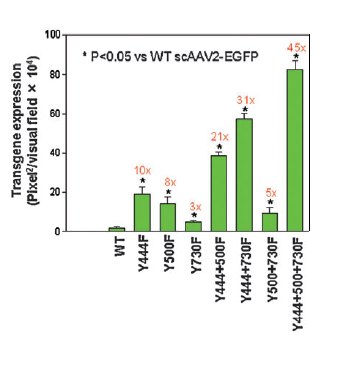 100
* P<0.05 vs WT scAAV2-EGFP
45x
80
Transgene expression
(Pixel²/visual field × 10⁴)
60
31x
40
21x
20
10x
8x
3x
5x
0
WT
Y444F
Y500F
Y730F
Y444+500F
Y444+730F
Y500+730F
Y444+500+730F